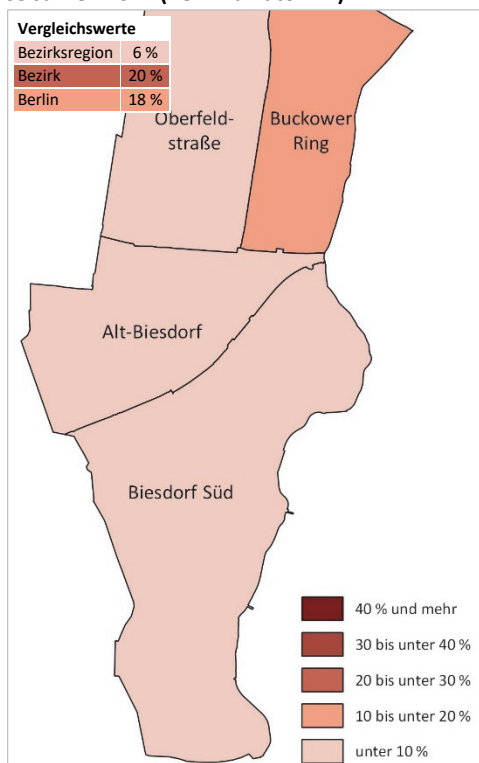 Vergleichswerte
Bezirksregion 6 %
Bezirk 20 %
Berlin 18 %
Oberfeld-
straße
Buckower
Ring
Alt-Biesdorf
Biesdorf Süd
40 % und mehr
30 bis unter 40 %
20 bis unter 30 %
10 bis unter 20 %
unter 10 %